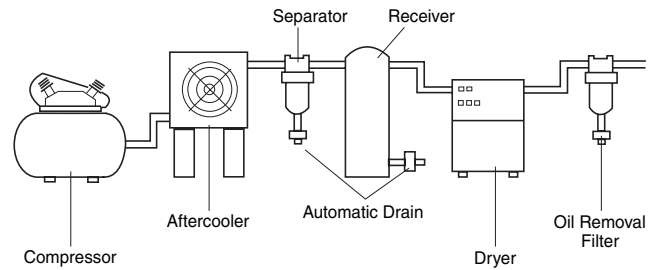 Separator
Receiver
Aftercooler
Automatic Drain
Oil Removal
Filter
Compressor
Dryer